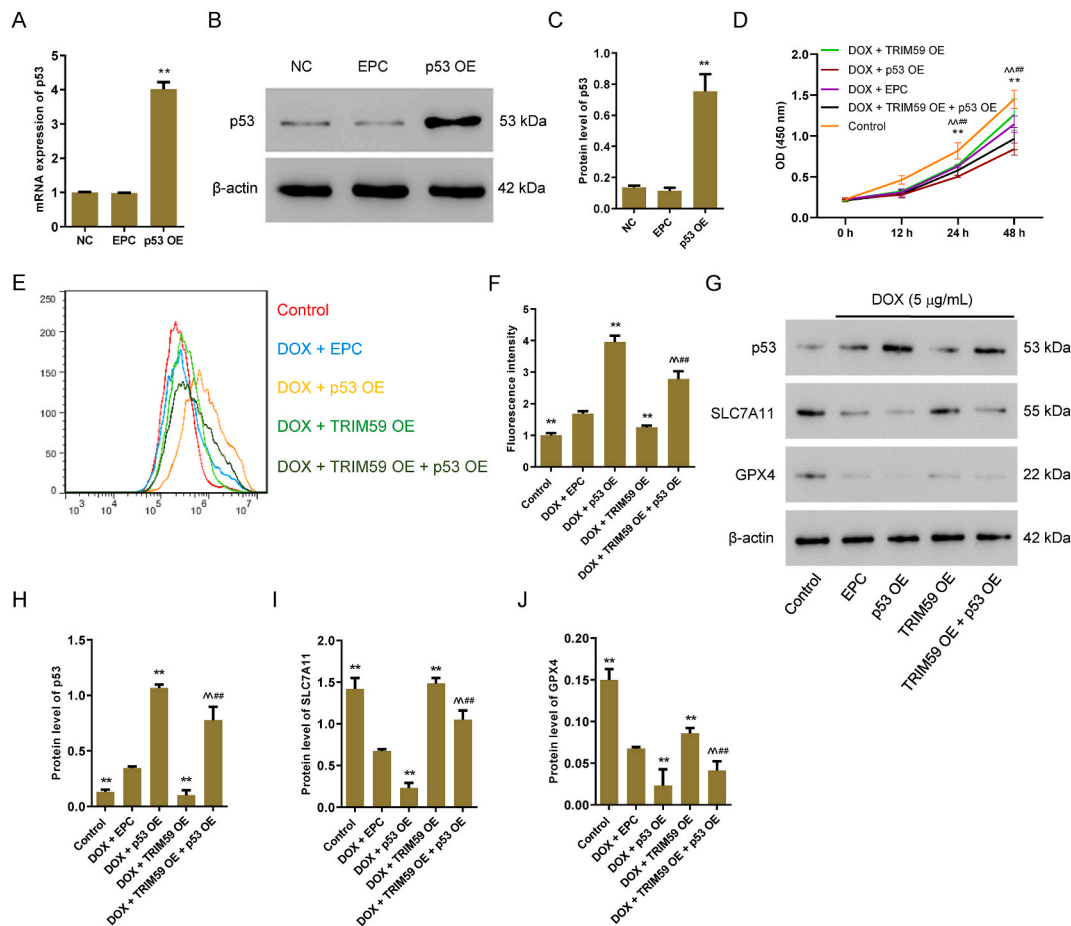 A
mRNA expression of p53
5
4
3
2
1
0
**
NC
EPC
p53 OE
B
NC
EPC
p53 OE
p53
53 kDa
β-actin
42 kDa
C
Protein level of p53
1.0
0.8
0.6
0.4
0.2
0.0
**
NC
EPC
p53 OE
D
OD (450 nm)
2.0
1.5
1.0
0.5
0.0
DOX + TRIM59 OE
DOX + p53 OE
DOX + EPC
DOX + TRIM59 OE + p53 OE
Control
^^##
**
^^##
**
0 h
12 h
24 h
48 h
E
250
200
150
100
50
0
10³
10⁴
10⁵
10⁶
10⁷
Control
DOX + EPC
DOX + p53 OE
DOX + TRIM59 OE
DOX + TRIM59 OE + p53 OE
F
Fluorescence intensity
5
4
3
2
1
0
**
**
**
^^##
Control
DOX + EPC
DOX + p53 OE
DOX + TRIM59 OE
DOX + TRIM59 OE + p53 OE
G
DOX (5 μg/mL)
p53
53 kDa
SLC7A11
55 kDa
GPX4
22 kDa
β-actin
42 kDa
Control
EPC
p53 OE
TRIM59 OE
TRIM59 OE + p53 OE
H
Protein level of p53
1.5
1.0
0.5
0.0
**
**
**
^^##
Control
DOX + EPC
DOX + p53 OE
DOX + TRIM59 OE
DOX + TRIM59 OE + p53 OE
I
Protein level of SLC7A11
2.0
1.5
1.0
0.5
0.0
**
**
**
^^##
Control
DOX + EPC
DOX + p53 OE
DOX + TRIM59 OE
DOX + TRIM59 OE + p53 OE
J
Protein level of GPX4
0.20
0.15
0.10
0.05
0.00
**
**
**
^^##
Control
DOX + EPC
DOX + p53 OE
DOX + TRIM59 OE
DOX + TRIM59 OE + p53 OE